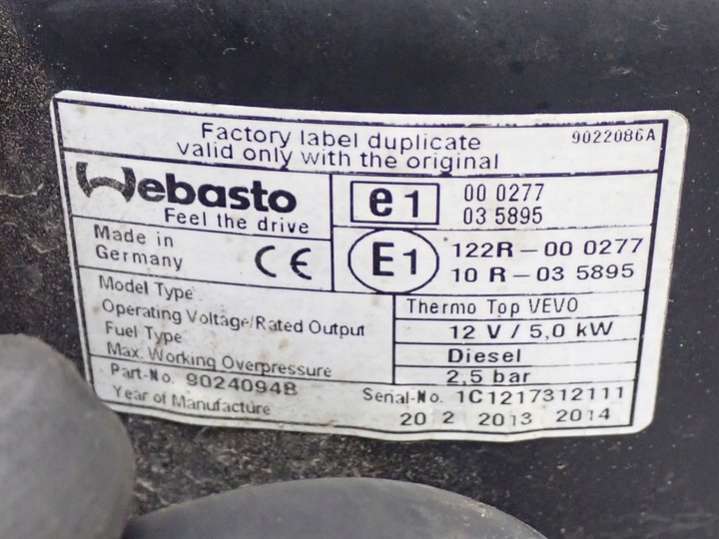 Factory label duplicate
valid only with the original
9022086A
Webasto
Feel the drive
e1
00 0277
03 5895
Made in
Germany
CE
E1
122R-00 0277
10 R-03 5895
Model Type
Thermo Top VEVO
Operating Voltage/Rated Output
12 V / 5,0 kW
Fuel Type
Diesel
Max. Working Overpressure
2,5 bar
Part-No. 9024094B
Serial-No. 1C1217312111
Year of Manufacture
20 2 2013 2014